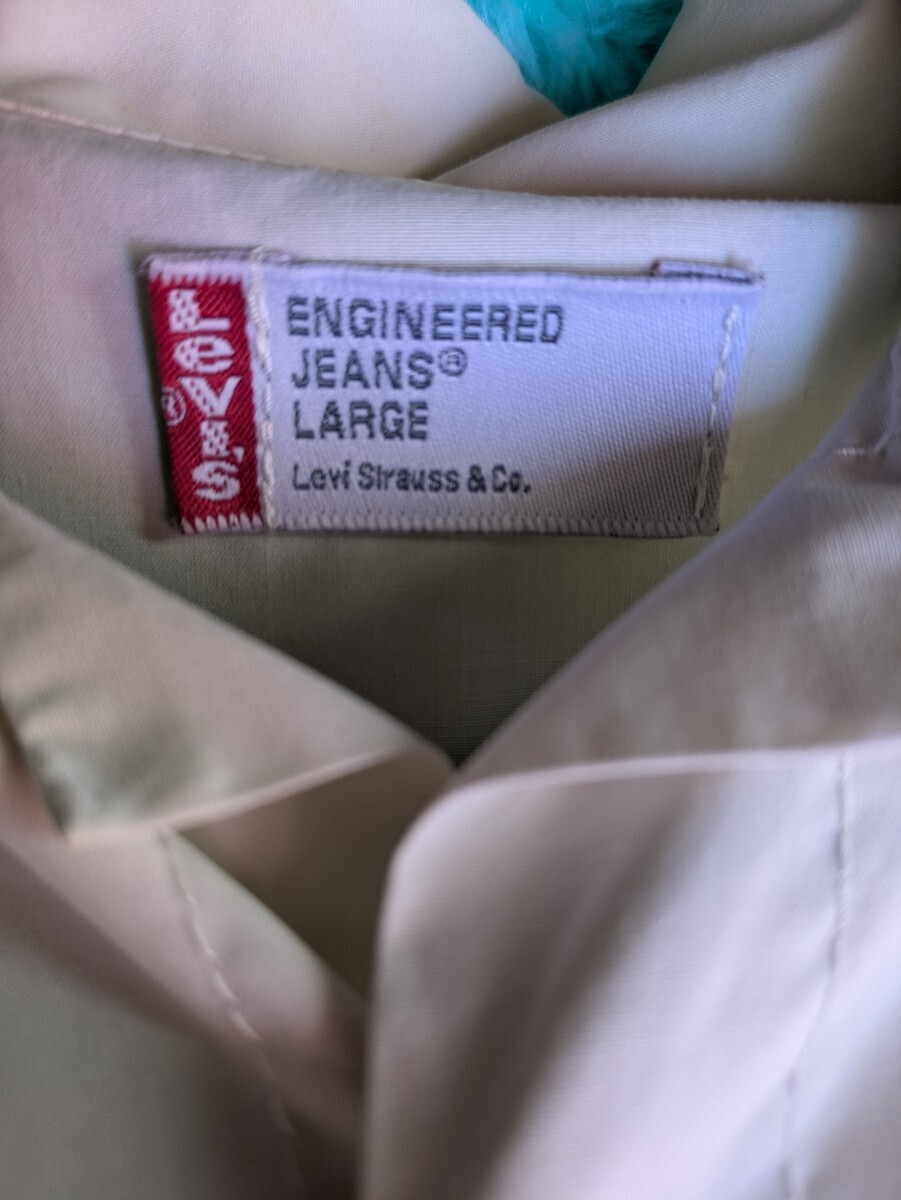 LEVI'S®
ENGINEERED
JEANS®
LARGE
Levi Strauss & Co.